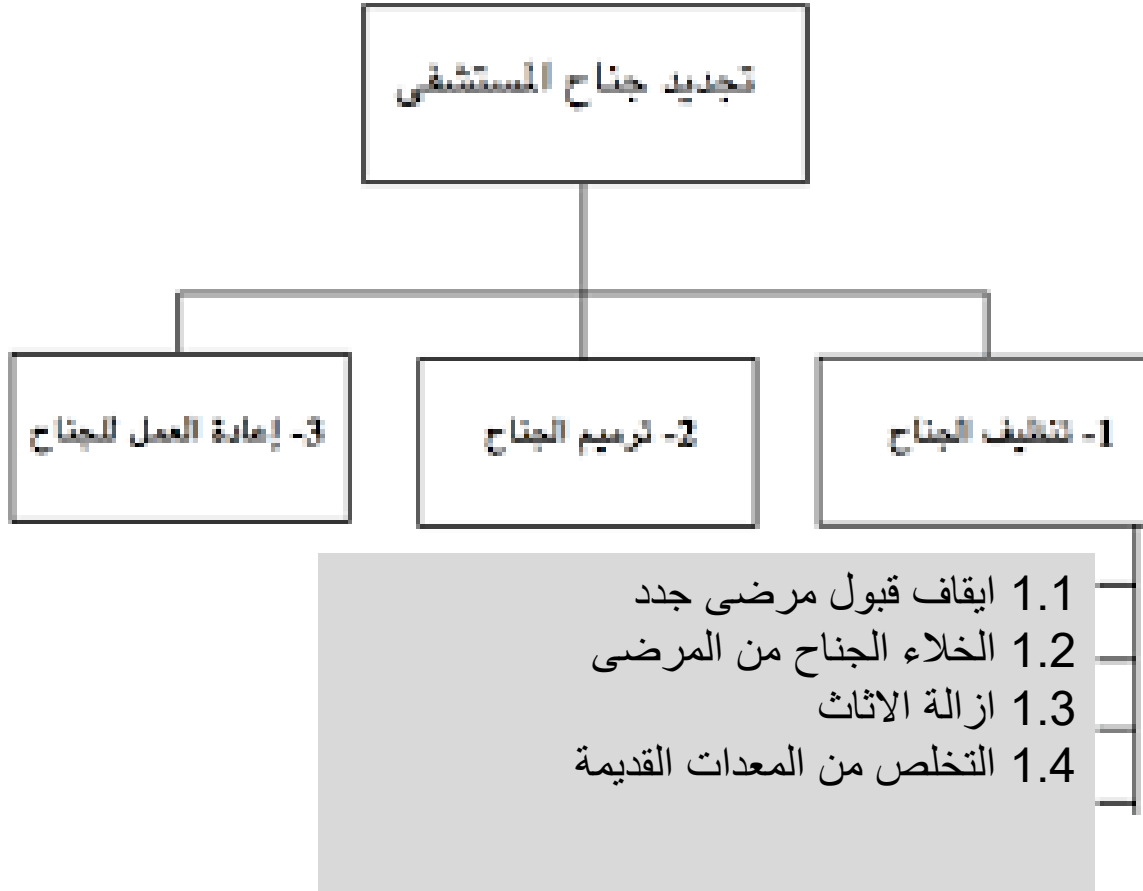 تجديد جناح المستشفى
1- تنظيف الجناح
2- ترميم الجناح
3- إعادة العمل للجناح
1.1 ايقاف قبول مرضى جدد
1.2 الخلاء الجناح من المرضى
1.3 ازالة الاثاث
1.4 التخلص من المعدات القديمة